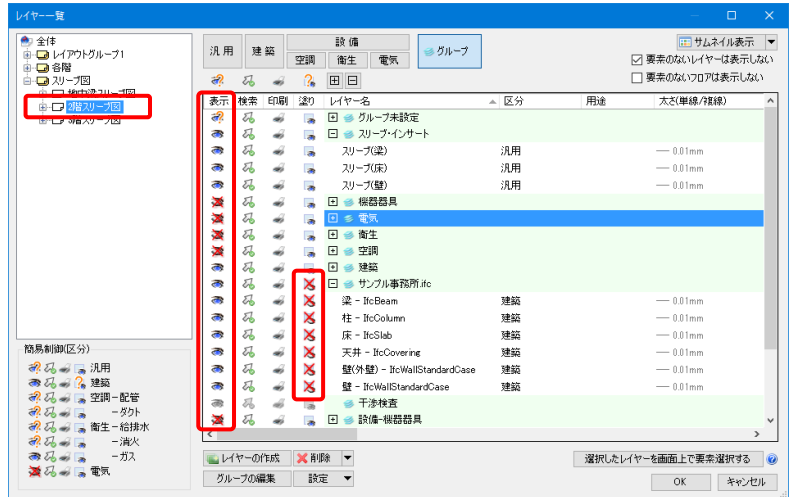 レイヤー一覧
全体
レイアウトグループ1
各階
スリーブ図
地中梁スリーブ図
2階スリーブ図
3階スリーブ図
汎用
建築
設備
空調
衛生
電気
グループ
サムネイル表示
要素のないレイヤーは表示しない
要素のないフロアは表示しない
表示 検索 印刷 塗り レイヤー名 区分 用途 太さ(単線/複線)
グループ未設定
スリーブ・インサート
スリーブ(梁) 汎用 0.01mm
スリーブ(床) 汎用 0.01mm
スリーブ(壁) 汎用 0.01mm
機器器具
電気
衛生
空調
建築
サンプル事務所.ifc
梁 - IfcBeam 建築 0.01mm
柱 - IfcColumn 建築 0.01mm
床 - IfcSlab 建築 0.01mm
天井 - IfcCovering 建築 0.01mm
壁(外壁) - IfcWallStandardCase 建築 0.01mm
壁 - IfcWallStandardCase 建築 0.01mm
干渉検査
設備-機器器具
簡易制御(区分)
汎用
建築
空調－配管
－ダクト
衛生－給排水
－消火
－ガス
電気
レイヤーの作成
削除
選択したレイヤーを画面上で要素選択する
グループの編集
設定
OK
キャンセル